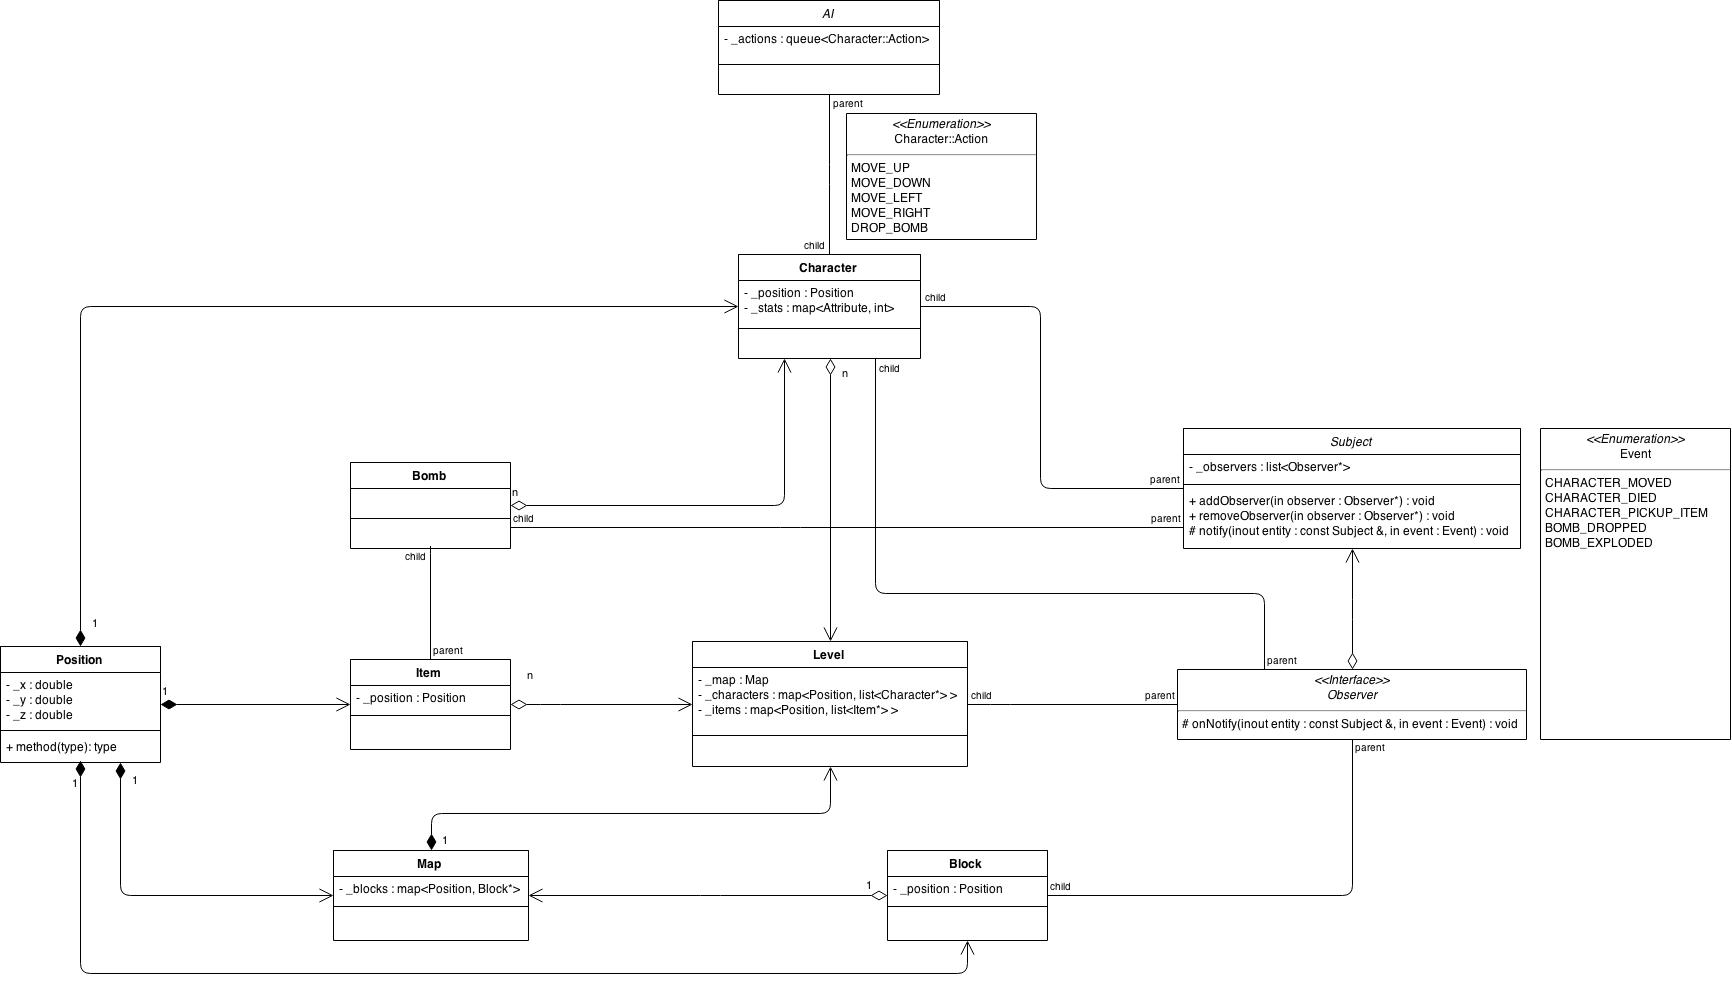 AI
- _actions : queue<Character::Action>
parent
<<Enumeration>>
Character::Action
MOVE_UP
MOVE_DOWN
MOVE_LEFT
MOVE_RIGHT
DROP_BOMB
child
Character
- _position : Position
- _stats : map<Attribute, int>
child
n
child
Subject
- _observers : list<Observer*>
+ addObserver(in observer : Observer*) : void
+ removeObserver(in observer : Observer*) : void
# notify(inout entity : const Subject &, in event : Event) : void
parent
parent
<<Enumeration>>
Event
CHARACTER_MOVED
CHARACTER_DIED
CHARACTER_PICKUP_ITEM
BOMB_DROPPED
BOMB_EXPLODED
Bomb
n
child
child
parent
1
Position
- _x : double
- _y : double
- _z : double
+ method(type): type
1
1
1
Item
- _position : Position
n
Level
- _map : Map
- _characters : map<Position, list<Character*> >
- _items : map<Position, list<Item*> >
child
parent
parent
<<Interface>>
Observer
# onNotify(inout entity : const Subject &, in event : Event) : void
parent
1
Map
- _blocks : map<Position, Block*>
1
Block
- _position : Position
child